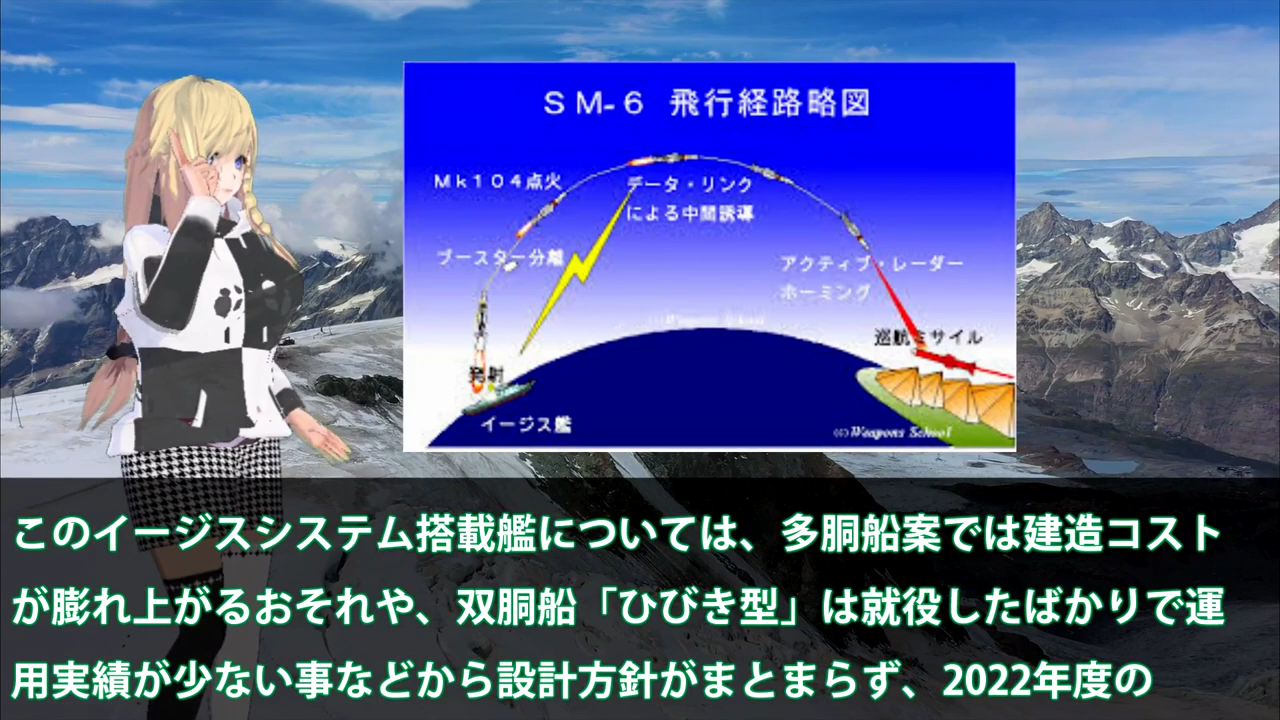 SM-6 飛行経路略図
Mk104点火
データ・リンク
による中間誘導
ブースター分離
アクティブ・レーダー
ホーミング
巡航ミサイル
発射
イージス艦
(c) Weapons School
このイージスシステム搭載艦については、多胴船案では建造コスト
が膨れ上がるおそれや、双胴船「ひびき型」は就役したばかりで運
用実績が少ない事などから設計方針がまとまらず、2022年度の